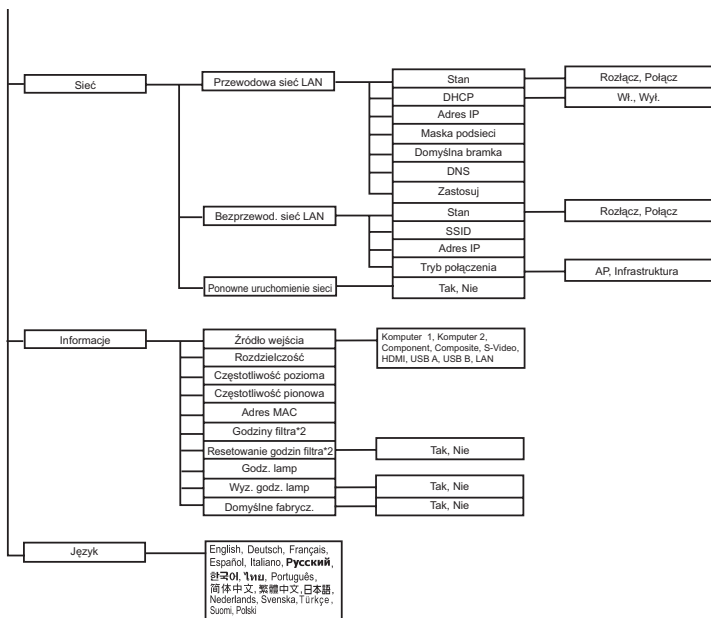 Sieć
Przewodowa sieć LAN
Stan
Rozłącz, Połącz
DHCP
Wł., Wył.
Adres IP
Maska podsieci
Domyślna bramka
DNS
Zastosuj
Bezprzewod. sieć LAN
Stan
Rozłącz, Połącz
SSID
Adres IP
Tryb połączenia
AP, Infrastruktura
Ponowne uruchomienie sieci
Tak, Nie
Informacje
Źródło wejścia
Komputer 1, Komputer 2,
Component, Composite, S-Video,
HDMI, USB A, USB B, LAN
Rozdzielczość
Częstotliwość pozioma
Częstotliwość pionowa
Adres MAC
Godziny filtra*2
Resetowanie godzin filtra*2
Tak, Nie
Godz. lamp
Wyz. godz. lamp
Tak, Nie
Domyślne fabrycz.
Tak, Nie
Język
English, Deutsch, Français,
Español, Italiano, Русский,
한국어, ไทย, Português,
简体中文, 繁體中文, 日本語,
Nederlands, Svenska, Türkçe,
Suomi, Polski